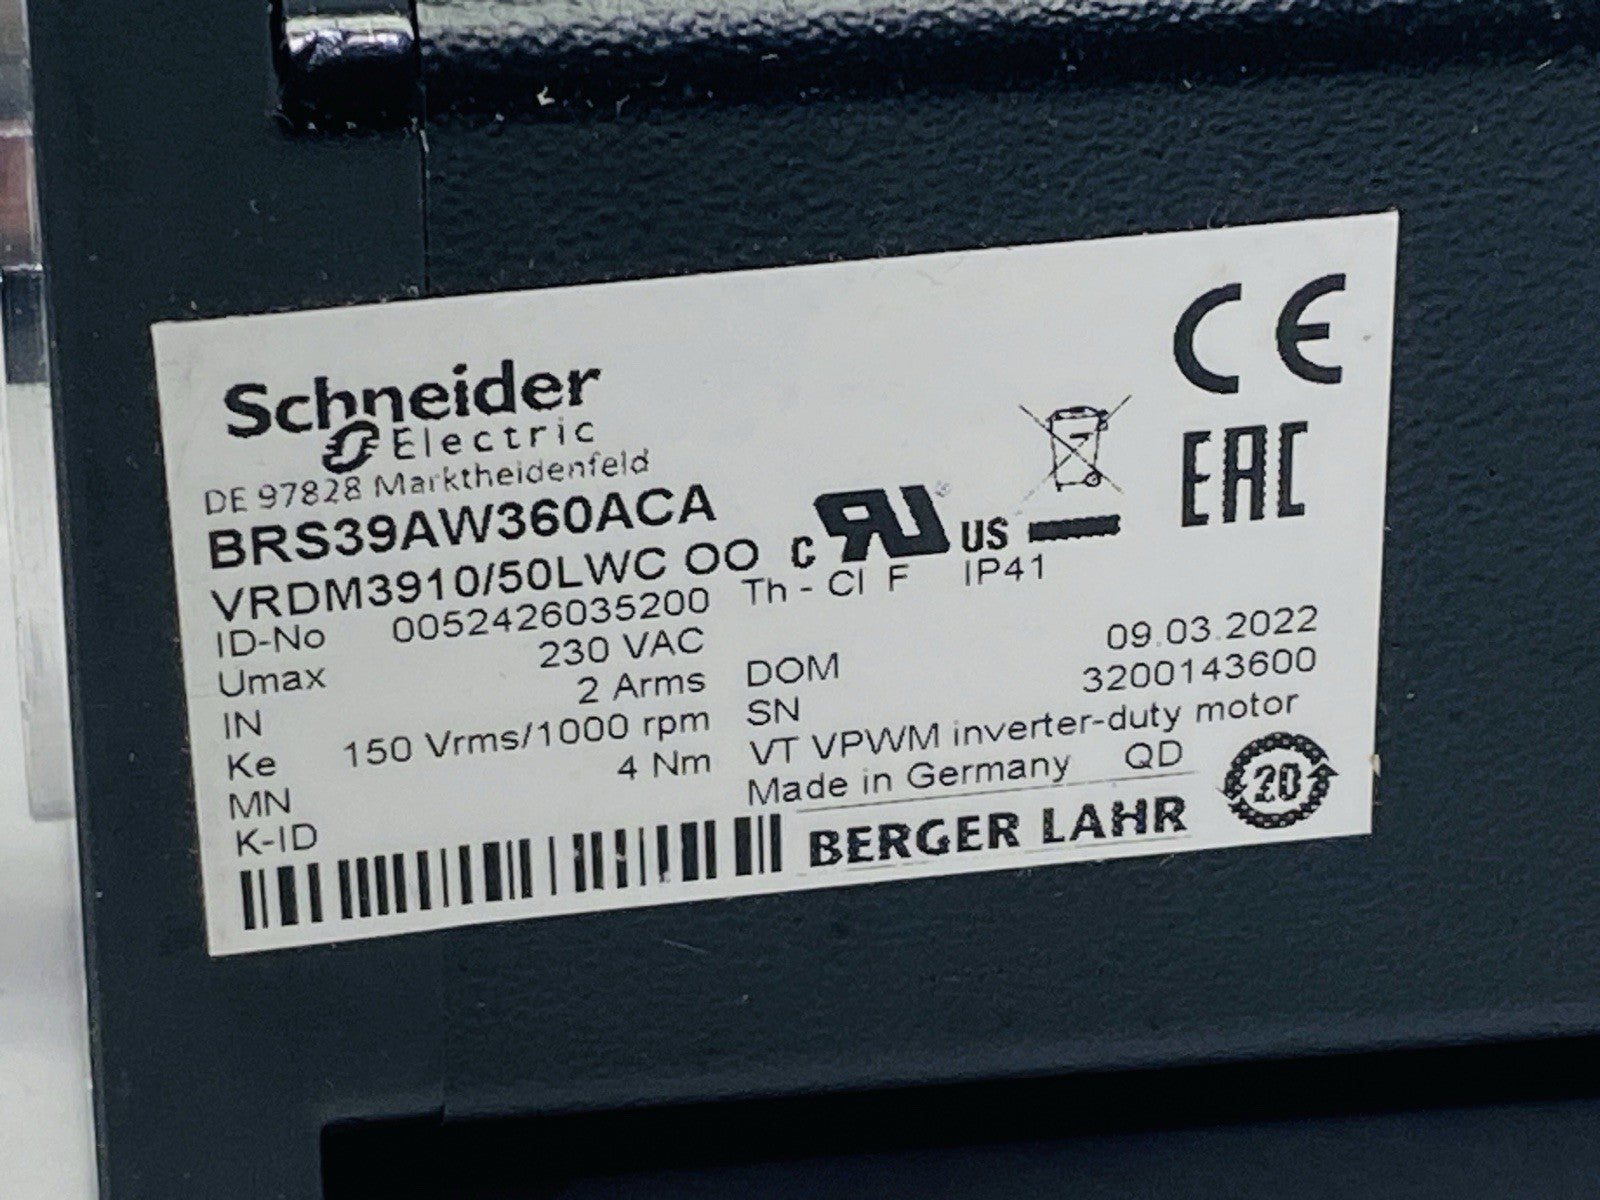 CE
Schneider
Electric
DE 97828 Marktheidenfeld
EAC
BRS39AW360ACA
c RU US
VRDM3910/50LWC OO
Th - Cl F IP41
ID-No 0052426035200
Umax 230 VAC
IN 2 Arms
Ke 150 Vrms/1000 rpm
MN 4 Nm
K-ID
DOM 09.03.2022
SN 3200143600
VT VPWM inverter-duty motor
Made in Germany QD
BERGER LAHR
20